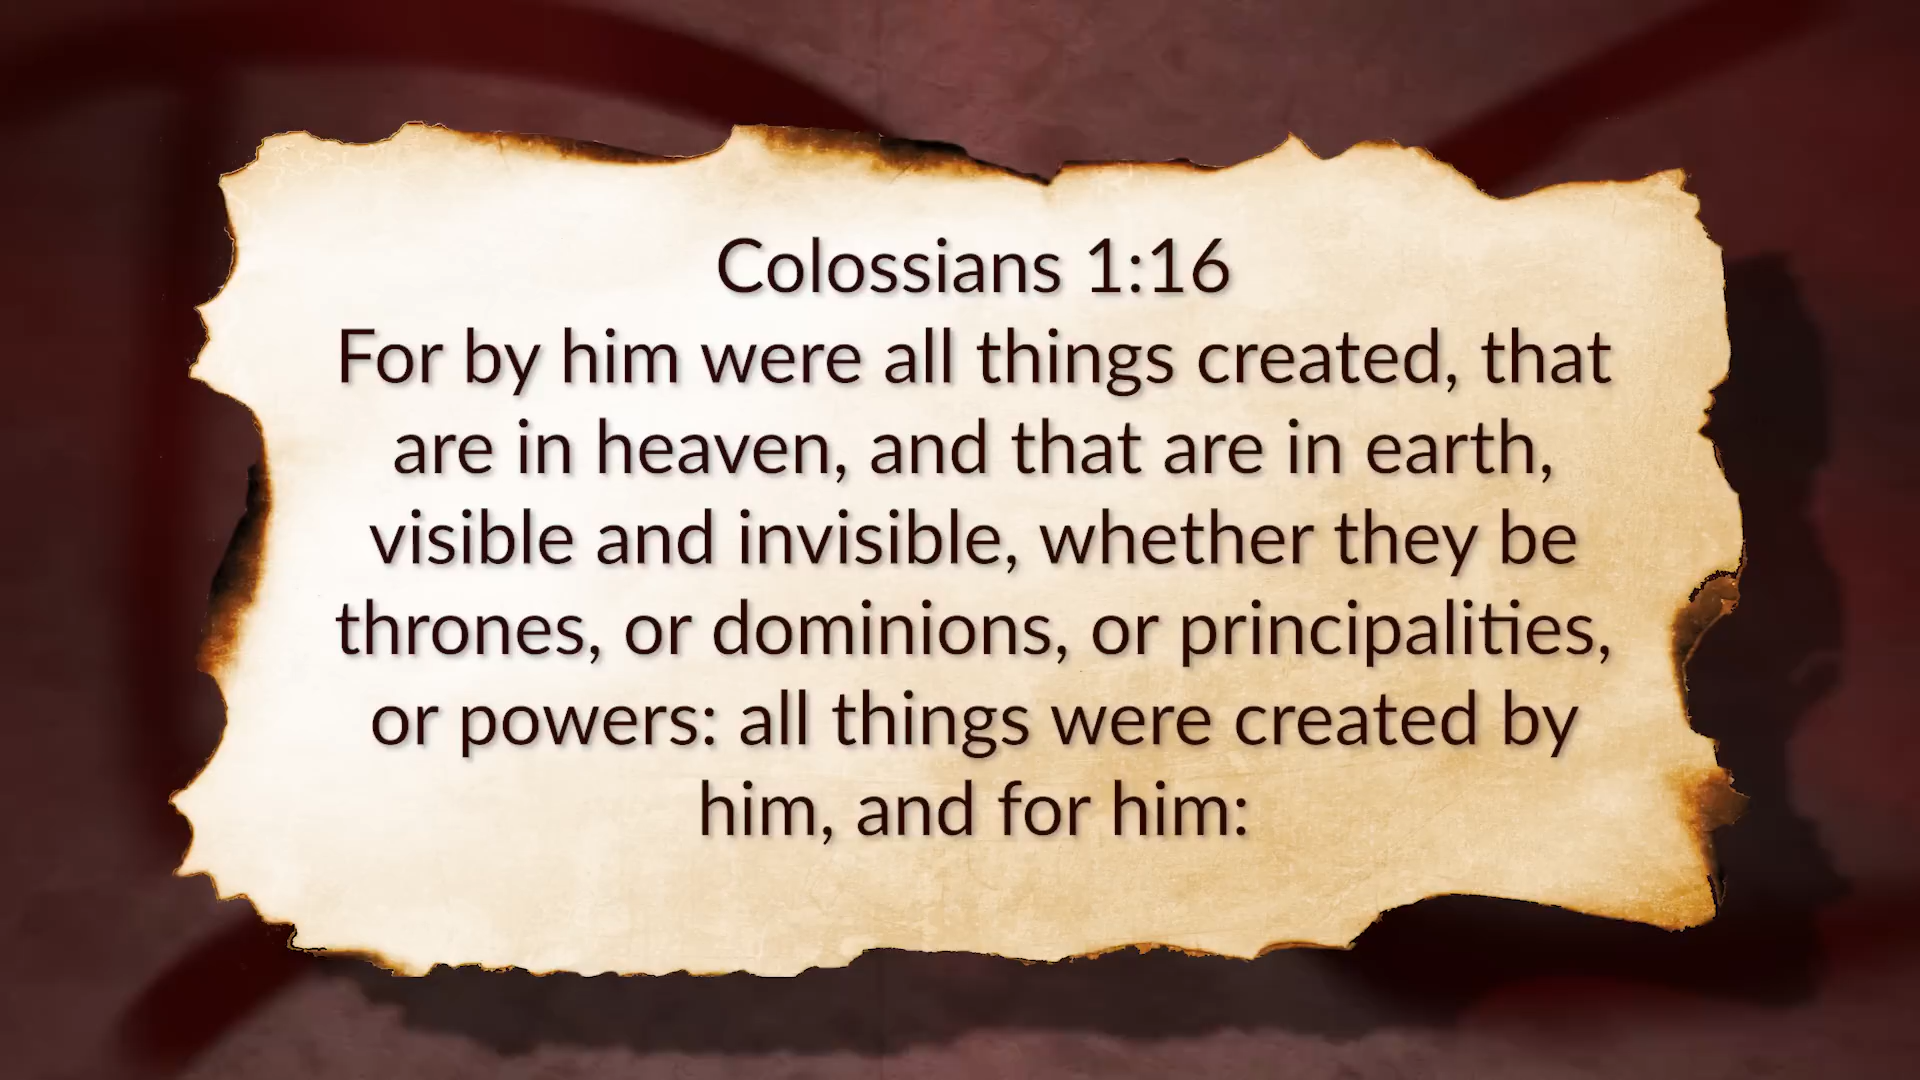 Colossians 1:16
For by him were all things created, that
are in heaven, and that are in earth,
visible and invisible, whether they be
thrones, or dominions, or principalities,
or powers: all things were created by
him, and for him: